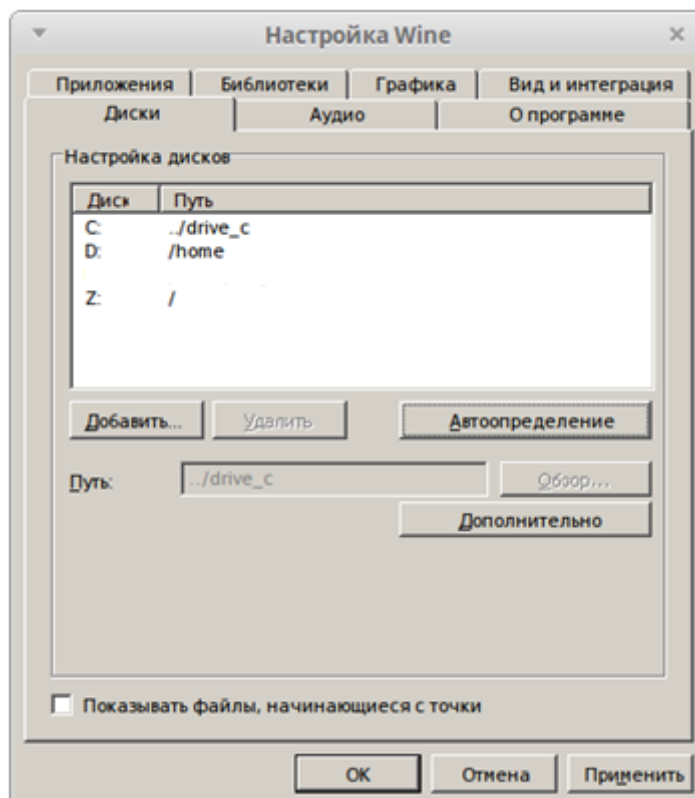 Настройка Wine
Приложения Библиотеки Графика Вид и интеграция
Диски Аудио О программе
Настройка дисков
Диск Путь
C: ../drive_c
D: /home
Z: /
Добавить... Удалить Автоопределение
Путь: ../drive_c Обзор...
Дополнительно
Показывать файлы, начинающиеся с точки
OK Отмена Применить